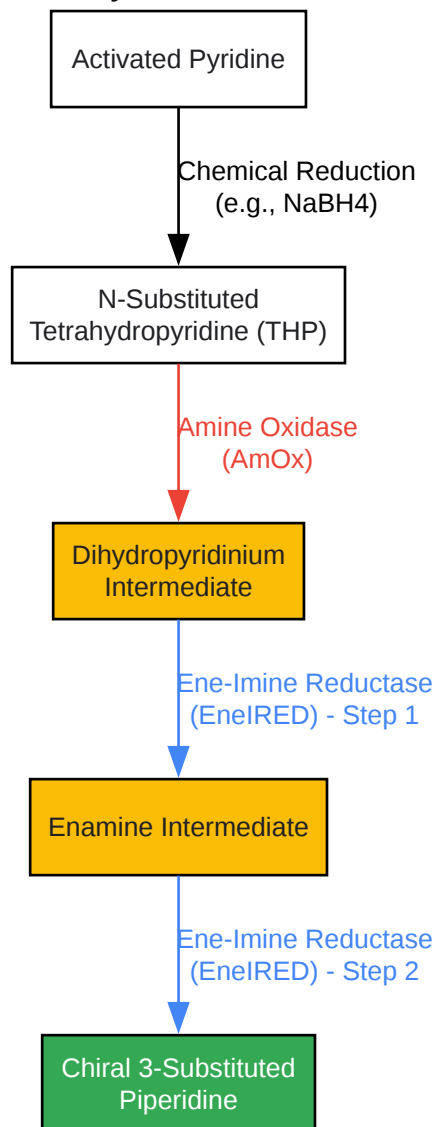 Activated Pyridine
Chemical Reduction
(e.g., NaBH4)
N-Substituted
Tetrahydropyridine (THP)
Amine Oxidase
(AmOx)
Dihydropyridinium
Intermediate
Ene-Imine Reductase
(EneIRED) - Step 1
Enamine Intermediate
Ene-Imine Reductase
(EneIRED) - Step 2
Chiral 3-Substituted
Piperidine